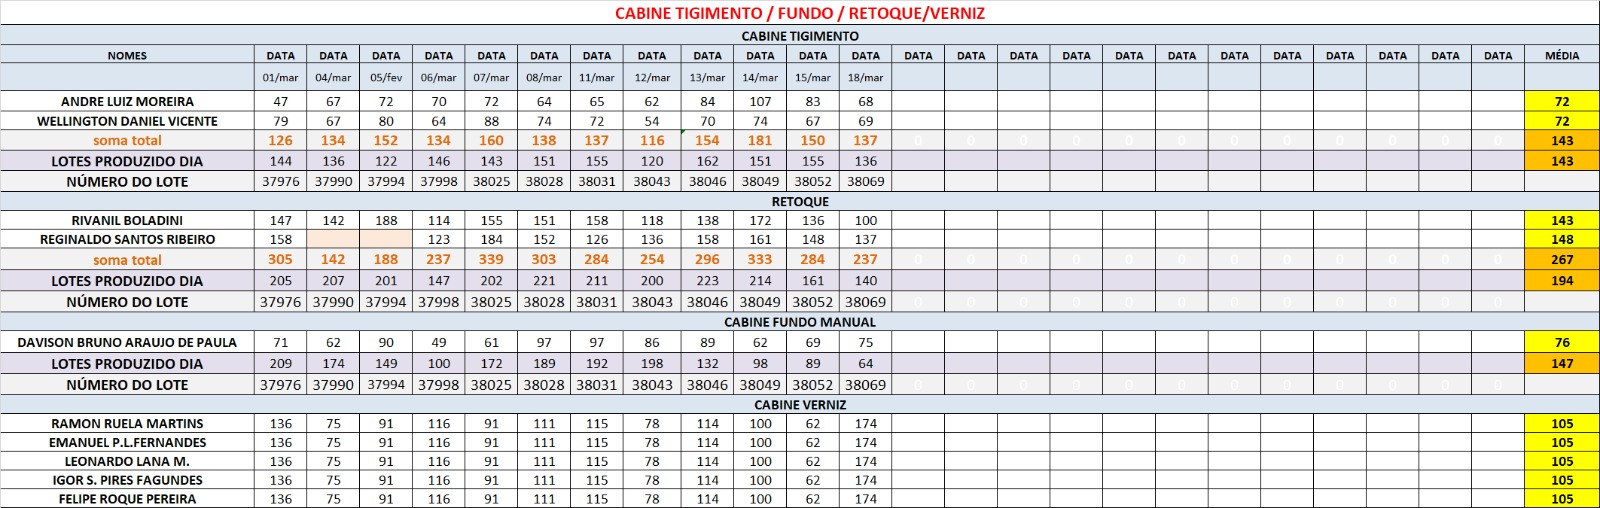 CABINE TIGIMENTO / FUNDO / RETOQUE/VERNIZ
CABINE TIGIMENTO
NOMES DATA DATA DATA DATA DATA DATA DATA DATA DATA DATA DATA DATA DATA DATA DATA DATA DATA DATA DATA DATA DATA DATA DATA DATA MÉDIA
01/mar 04/mar 05/fev 06/mar 07/mar 08/mar 11/mar 12/mar 13/mar 14/mar 15/mar 18/mar
ANDRE LUIZ MOREIRA 47 67 72 70 72 64 65 62 84 107 83 68 72
WELLINGTON DANIEL VICENTE 79 67 80 64 88 74 72 54 70 74 67 69 72
soma total 126 134 152 134 160 138 137 116 154 181 150 137 0 0 0 0 0 0 0 0 0 0 0 0 143
LOTES PRODUZIDO DIA 144 136 122 146 143 151 155 120 162 151 155 136 143
NÚMERO DO LOTE 37976 37990 37994 37998 38025 38028 38031 38043 38046 38049 38052 38069
RETOQUE
RIVANIL BOLADINI 147 142 188 114 155 151 158 118 138 172 136 100 143
REGINALDO SANTOS RIBEIRO 158 123 184 152 126 136 158 161 148 137 148
soma total 305 142 188 237 339 303 284 254 296 333 284 237 0 0 0 0 0 0 0 0 0 0 0 0 267
LOTES PRODUZIDO DIA 205 207 201 147 202 221 211 200 223 214 161 140 194
NÚMERO DO LOTE 37976 37990 37994 37998 38025 38028 38031 38043 38046 38049 38052 38069 0 0 0 0 0 0 0 0 0 0 0 0
CABINE FUNDO MANUAL
DAVISON BRUNO ARAUJO DE PAULA 71 62 90 49 61 97 97 86 89 62 69 75 76
LOTES PRODUZIDO DIA 209 174 149 100 172 189 192 198 132 98 89 64 147
NÚMERO DO LOTE 37976 37990 37994 37998 38025 38028 38031 38043 38046 38049 38052 38069 0 0 0 0 0 0 0 0 0 0 0 0
CABINE VERNIZ
RAMON RUELA MARTINS 136 75 91 116 91 111 115 78 114 100 62 174 105
EMANUEL P.L.FERNANDES 136 75 91 116 91 111 115 78 114 100 62 174 105
LEONARDO LANA M. 136 75 91 116 91 111 115 78 114 100 62 174 105
IGOR S. PIRES FAGUNDES 136 75 91 116 91 111 115 78 114 100 62 174 105
FELIPE ROQUE PEREIRA 136 75 91 116 91 111 115 78 114 100 62 174 105